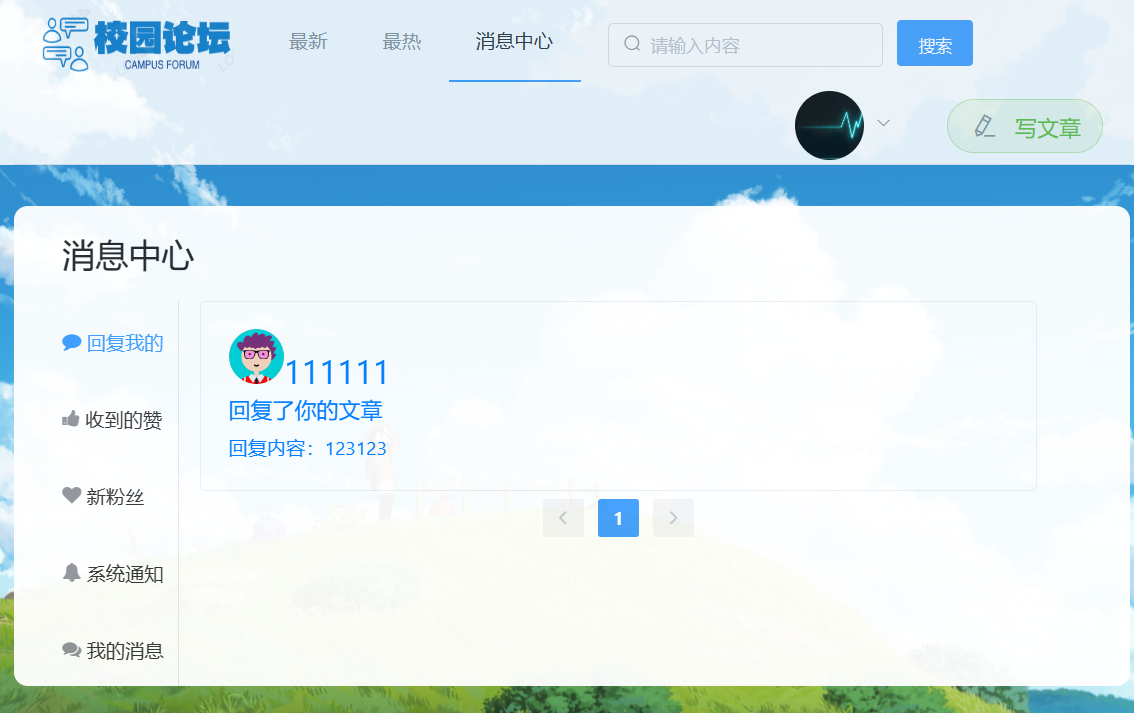 校园论坛
CAMPUS FORUM
最新
最热
消息中心
请输入内容
搜索
写文章
消息中心
回复我的
收到的赞
新粉丝
系统通知
我的消息
111111
回复了你的文章
回复内容：123123
1